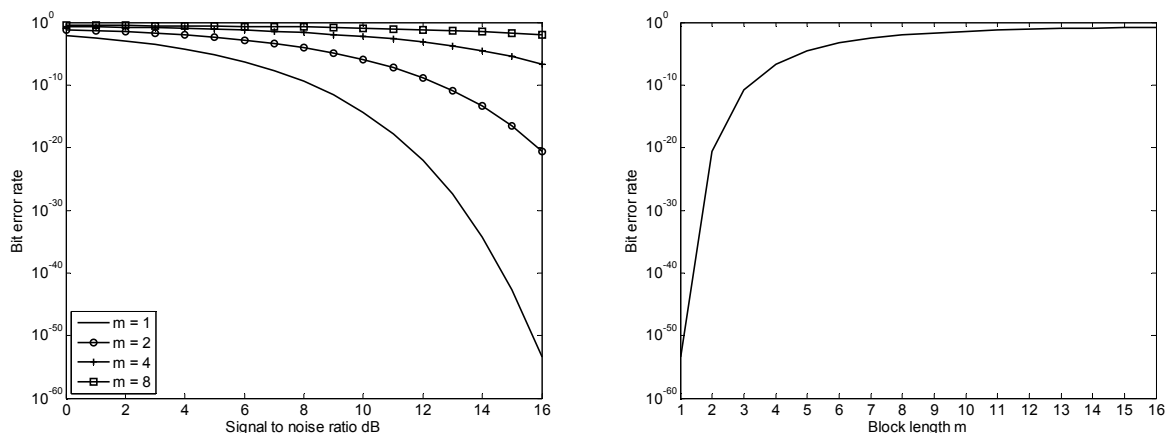 10^0
10^-10
10^-20
10^-30
10^-40
10^-50
10^-60
Bit error rate
m = 1
m = 2
m = 4
m = 8
0 2 4 6 8 10 12 14 16
Signal to noise ratio dB
10^0
10^-10
10^-20
10^-30
10^-40
10^-50
10^-60
Bit error rate
1 2 3 4 5 6 7 8 9 10 11 12 13 14 15 16
Block length m